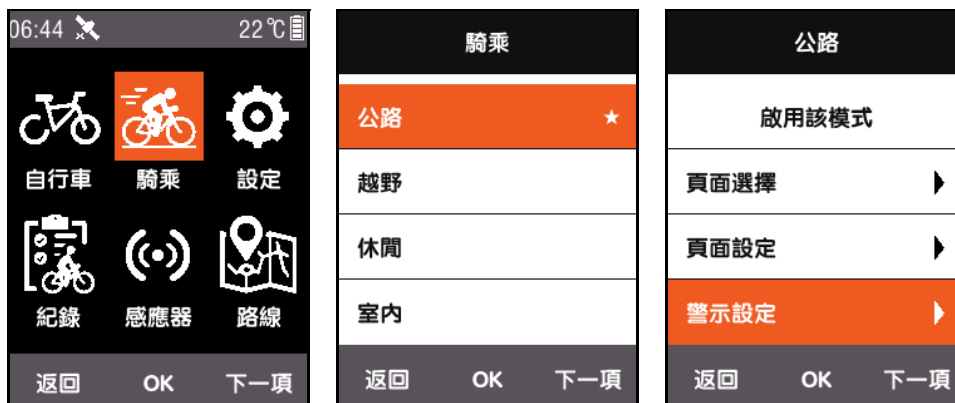 06:44 22℃
自行車 騎乘 設定
紀錄 感應器 路線
返回 OK 下一項
騎乘
公路
越野
休閒
室內
返回 OK 下一項
公路
啟用該模式
頁面選擇
頁面設定
警示設定
返回 OK 下一項